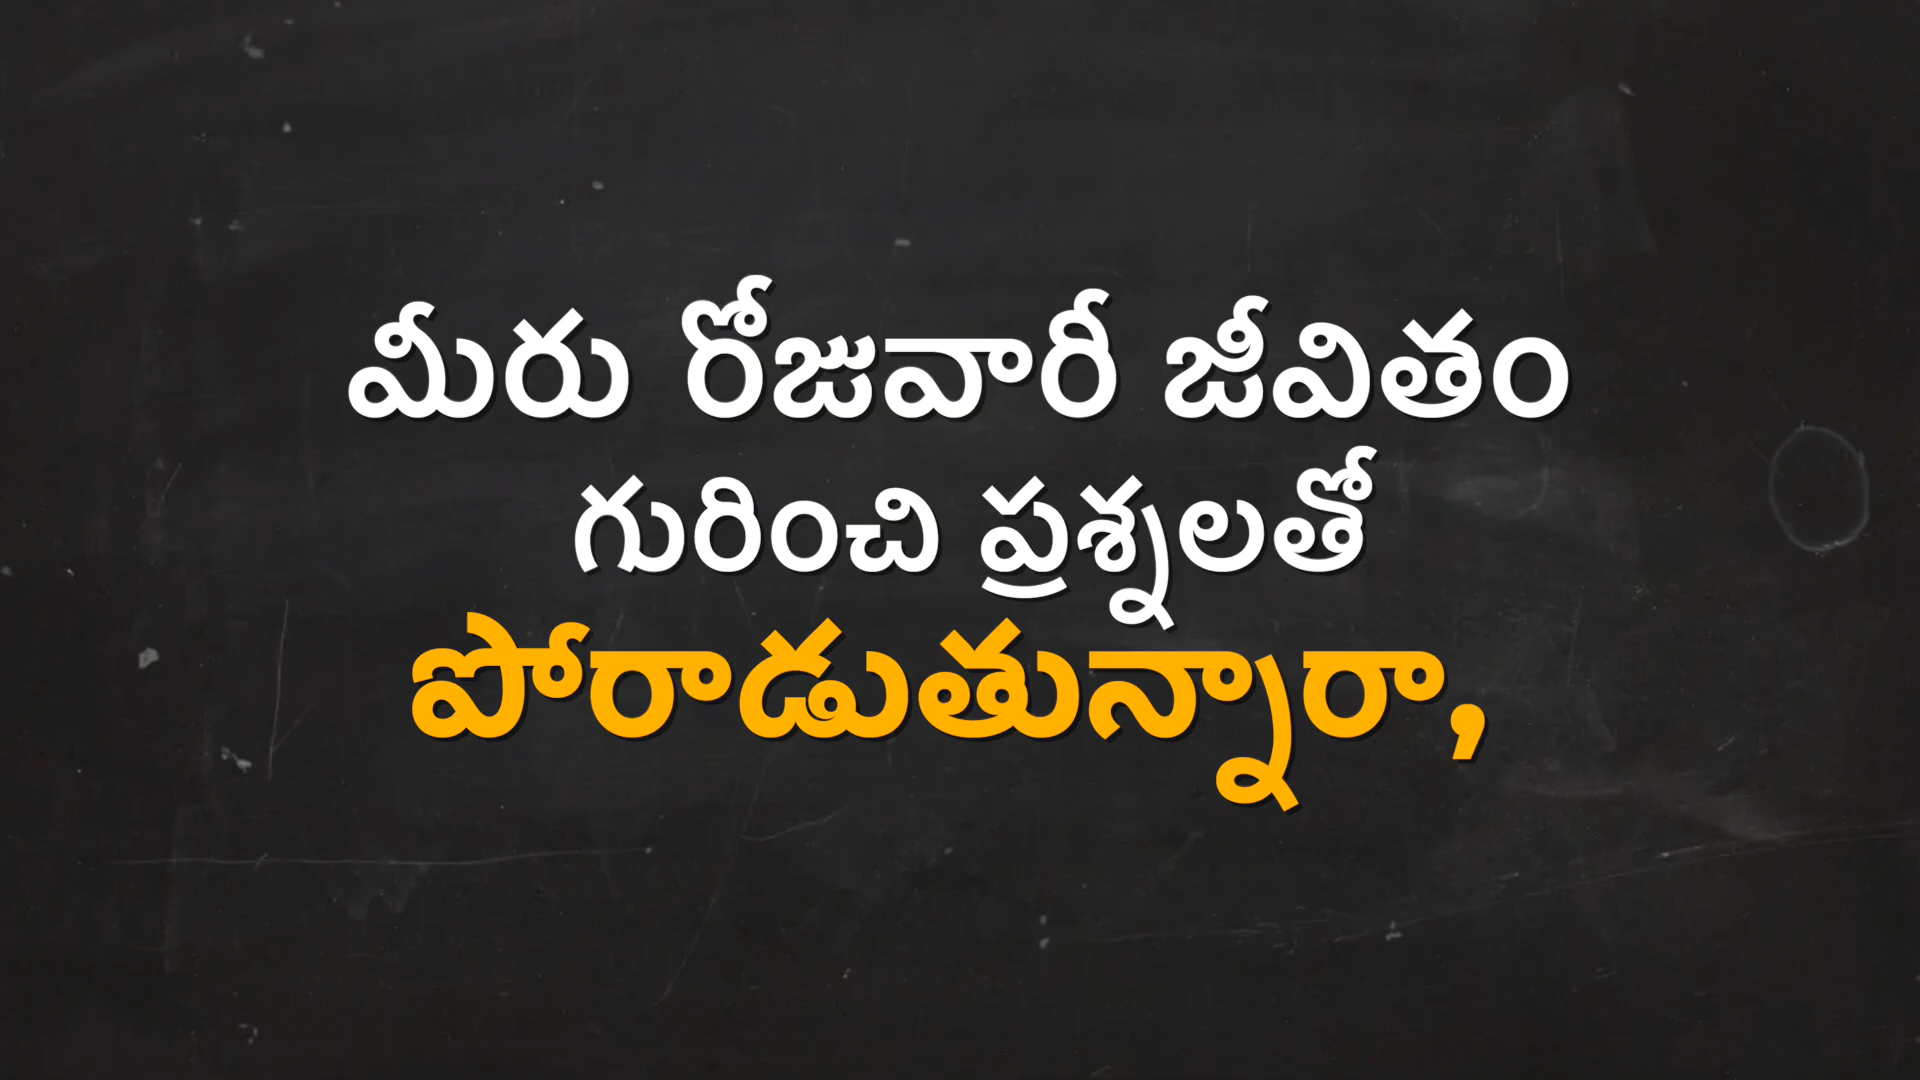 మీరు రోజువారీ జీవితం
గురించి ప్రశ్నలతో
పోరాడుతున్నారా,